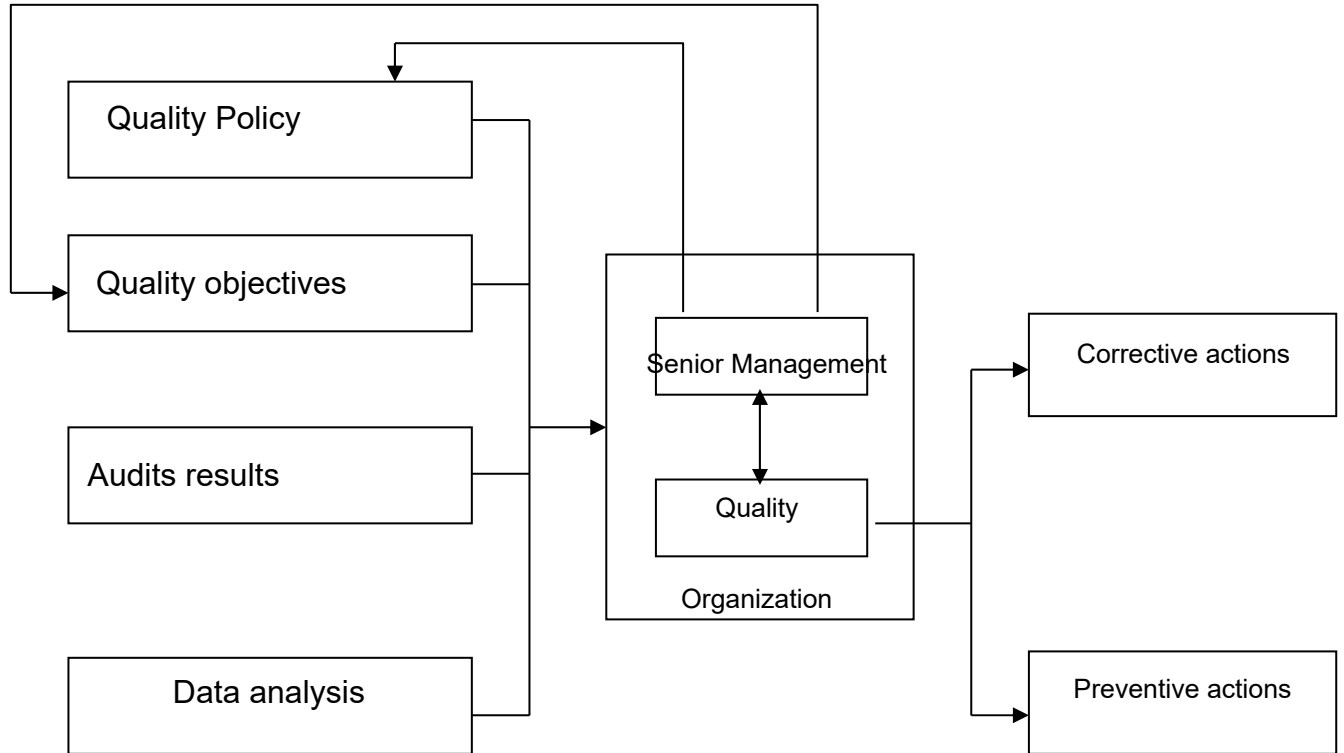 Quality Policy
Quality objectives
Audits results
Data analysis
Senior Management
Quality
Organization
Corrective actions
Preventive actions